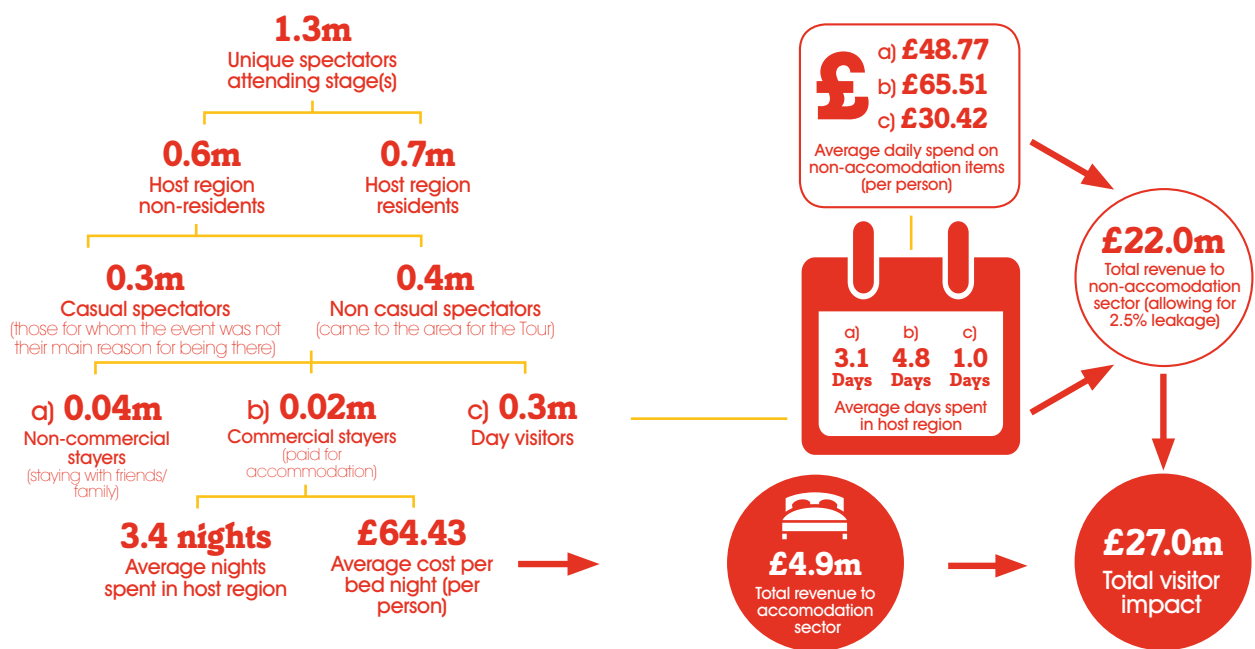 1.3m
Unique spectators
attending stage(s)
0.6m
Host region
non-residents
0.7m
Host region
residents
0.3m
Casual spectators
(those for whom the event was not
their main reason for being there)
0.4m
Non casual spectators
(came to the area for the Tour)
a) 0.04m
Non-commercial
stayers
(staying with friends/
family)
b) 0.02m
Commercial stayers
(paid for
accommodation)
c) 0.3m
Day visitors
3.4 nights
Average nights
spent in host region
£64.43
Average cost per
bed night (per
person)
£
a) £48.77
b) £65.51
c) £30.42
Average daily spend on
non-accomodation items
(per person)
a)
3.1
Days
b)
4.8
Days
c)
1.0
Days
Average days spent
in host region
£4.9m
Total revenue to
accomodation
sector
£22.0m
Total revenue to
non-accomodation
sector (allowing for
2.5% leakage)
£27.0m
Total visitor
impact